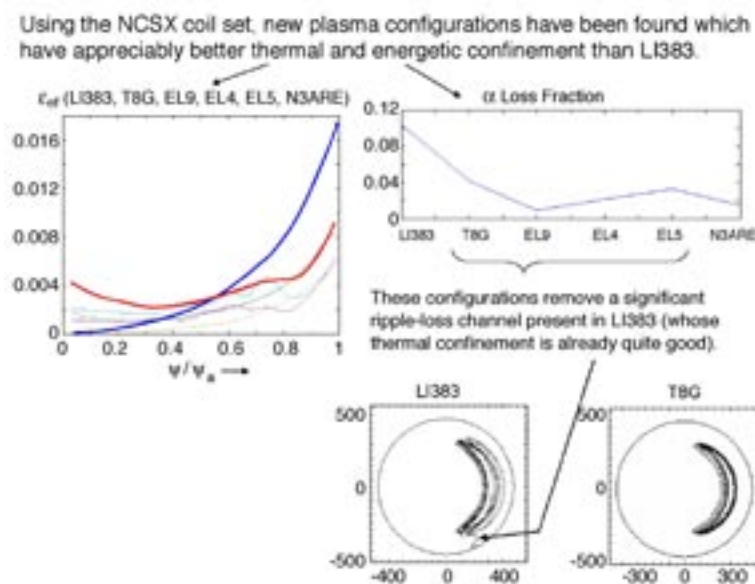 Using the NCSX coil set, new plasma configurations have been found which
have appreciably better thermal and energetic confinement than LI383.
ε_ef (LI383, T8G, EL9, EL4, EL5, N3ARE)
α Loss Fraction
0.016
0.012
0.008
0.004
0
0 0.2 0.4 0.6 0.8 1
ψ/ψ_a
0.12
0.08
0.04
0
LI383 T8G EL9 EL4 EL5 N3ARE
These configurations remove a significant
ripple-loss channel present in LI383 (whose
thermal confinement is already quite good).
LI383
500
0
-500
-400 0 400
T8G
500
0
-500
-300 0 300